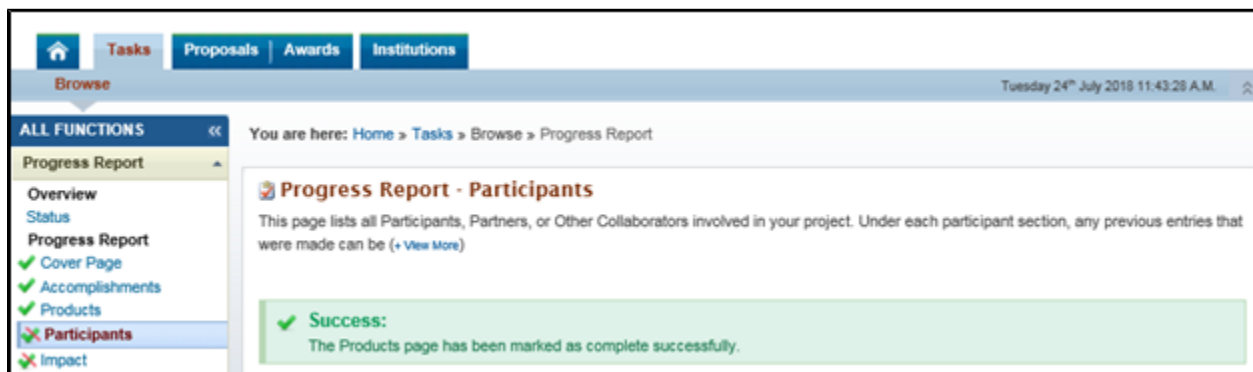 Tasks
Proposals | Awards
Institutions
Browse
Tuesday 24th July 2018 11:43:28 A.M.
ALL FUNCTIONS «
Progress Report
Overview
Status
Progress Report
Cover Page
Accomplishments
Products
Participants
Impact
You are here: Home » Tasks » Browse » Progress Report
Progress Report - Participants
This page lists all Participants, Partners, or Other Collaborators involved in your project. Under each participant section, any previous entries that
were made can be (+ View More)
Success:
The Products page has been marked as complete successfully.